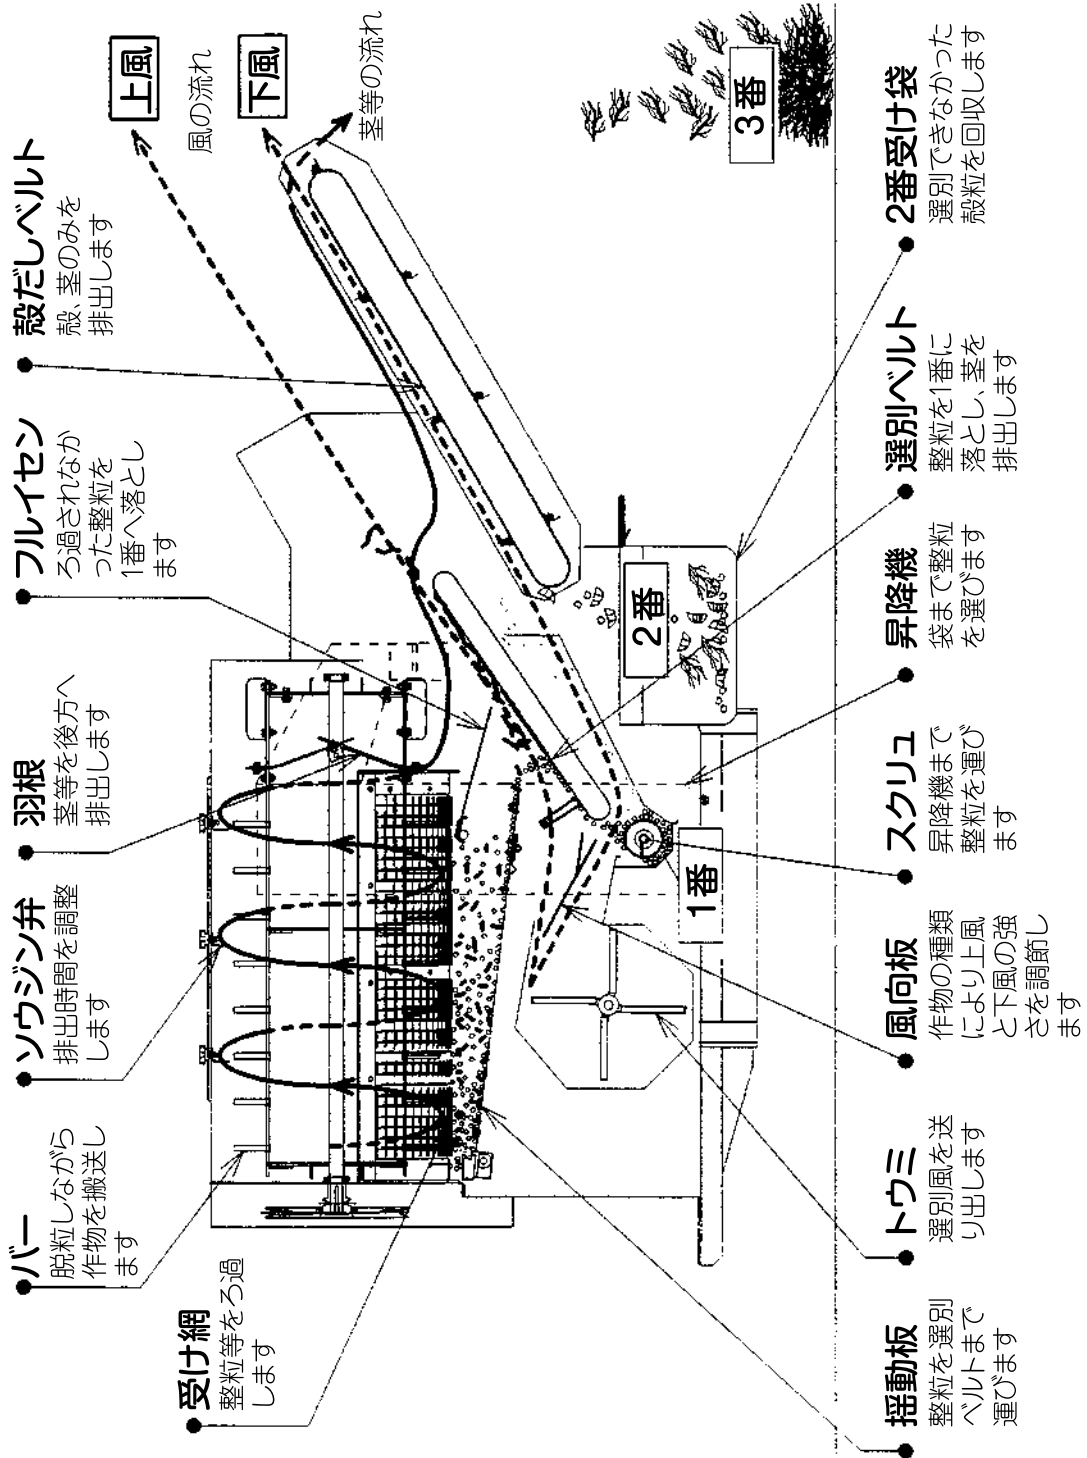 バー
脱粒しながら
作物を搬送し
ます
ソウジン弁
排出時間を調整
します
羽根
茎等を後方へ
排出します
フルイセン
ろ過されなか
った整粒を
1番へ落とし
ます
殻だしベルト
殻、茎のみを
排出します
上風
風の流れ
下風
茎等の流れ
受け網
整粒等をろ過
します
1番
2番
3番
揺動板
整粒を選別
ベルトまで
運びます
トウミ
選別風を送
り出します
風向板
作物の種類
により上風
と下風の強
さを調節し
ます
スクリュ
昇降機まで
整粒を運び
ます
昇降機
袋まで整粒
を選びます
選別ベルト
整粒を1番に
落とし、茎を
排出します
2番受け袋
選別できなかった
殻粒を回収します